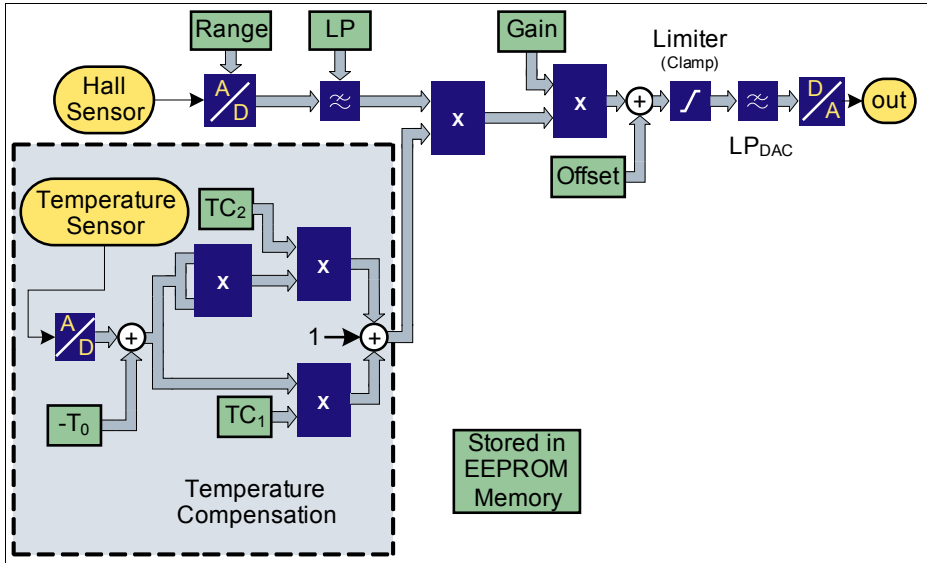 Range
LP
Gain
Limiter
(Clamp)
Hall
Sensor
A
D
X
X
D
A
out
LP_DAC
Offset
Temperature
Sensor
TC₂
X
X
A
D
+
+
1
+
X
TC₁
-T₀
Temperature
Compensation
Stored in
EEPROM
Memory